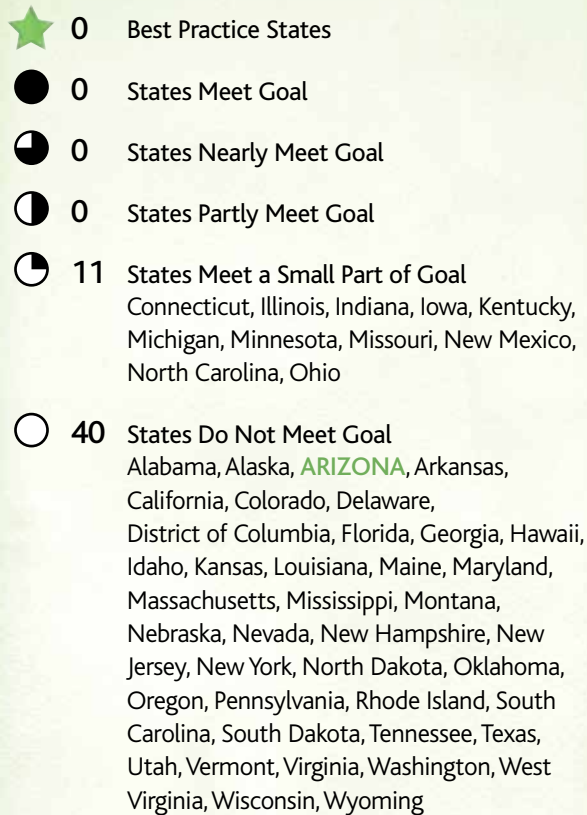 0 Best Practice States
0 States Meet Goal
0 States Nearly Meet Goal
0 States Partly Meet Goal
11 States Meet a Small Part of Goal
Connecticut, Illinois, Indiana, Iowa, Kentucky,
Michigan, Minnesota, Missouri, New Mexico,
North Carolina, Ohio
40 States Do Not Meet Goal
Alabama, Alaska, ARIZONA, Arkansas,
California, Colorado, Delaware,
District of Columbia, Florida, Georgia, Hawaii,
Idaho, Kansas, Louisiana, Maine, Maryland,
Massachusetts, Mississippi, Montana,
Nebraska, Nevada, New Hampshire, New
Jersey, New York, North Dakota, Oklahoma,
Oregon, Pennsylvania, Rhode Island, South
Carolina, South Dakota, Tennessee, Texas,
Utah, Vermont, Virginia, Washington, West
Virginia, Wisconsin, Wyoming